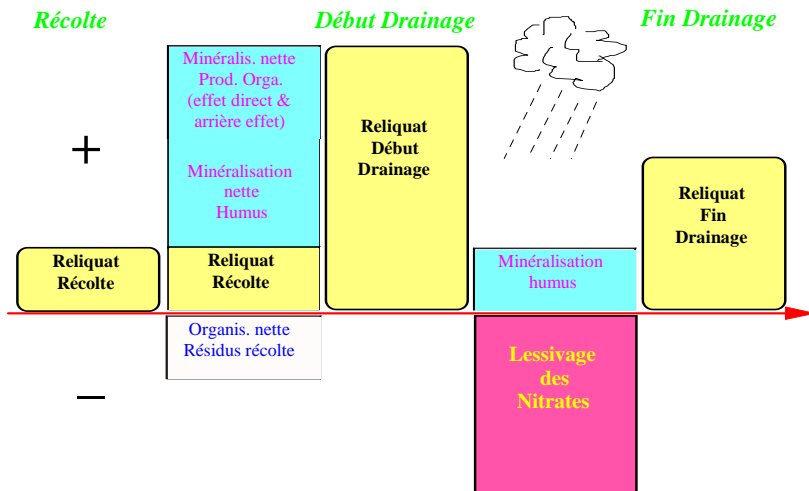 Récolte
Début Drainage
Fin Drainage
+
Reliquat
Récolte
Minéralis. nette
Prod. Orga.
(effet direct &
arrière effet)
Minéralisation
nette
Humus
Reliquat
Récolte
Organis. nette
Résidus récolte
Reliquat
Début
Drainage
Minéralisation
humus
Lessivage
des
Nitrates
Reliquat
Fin
Drainage
–